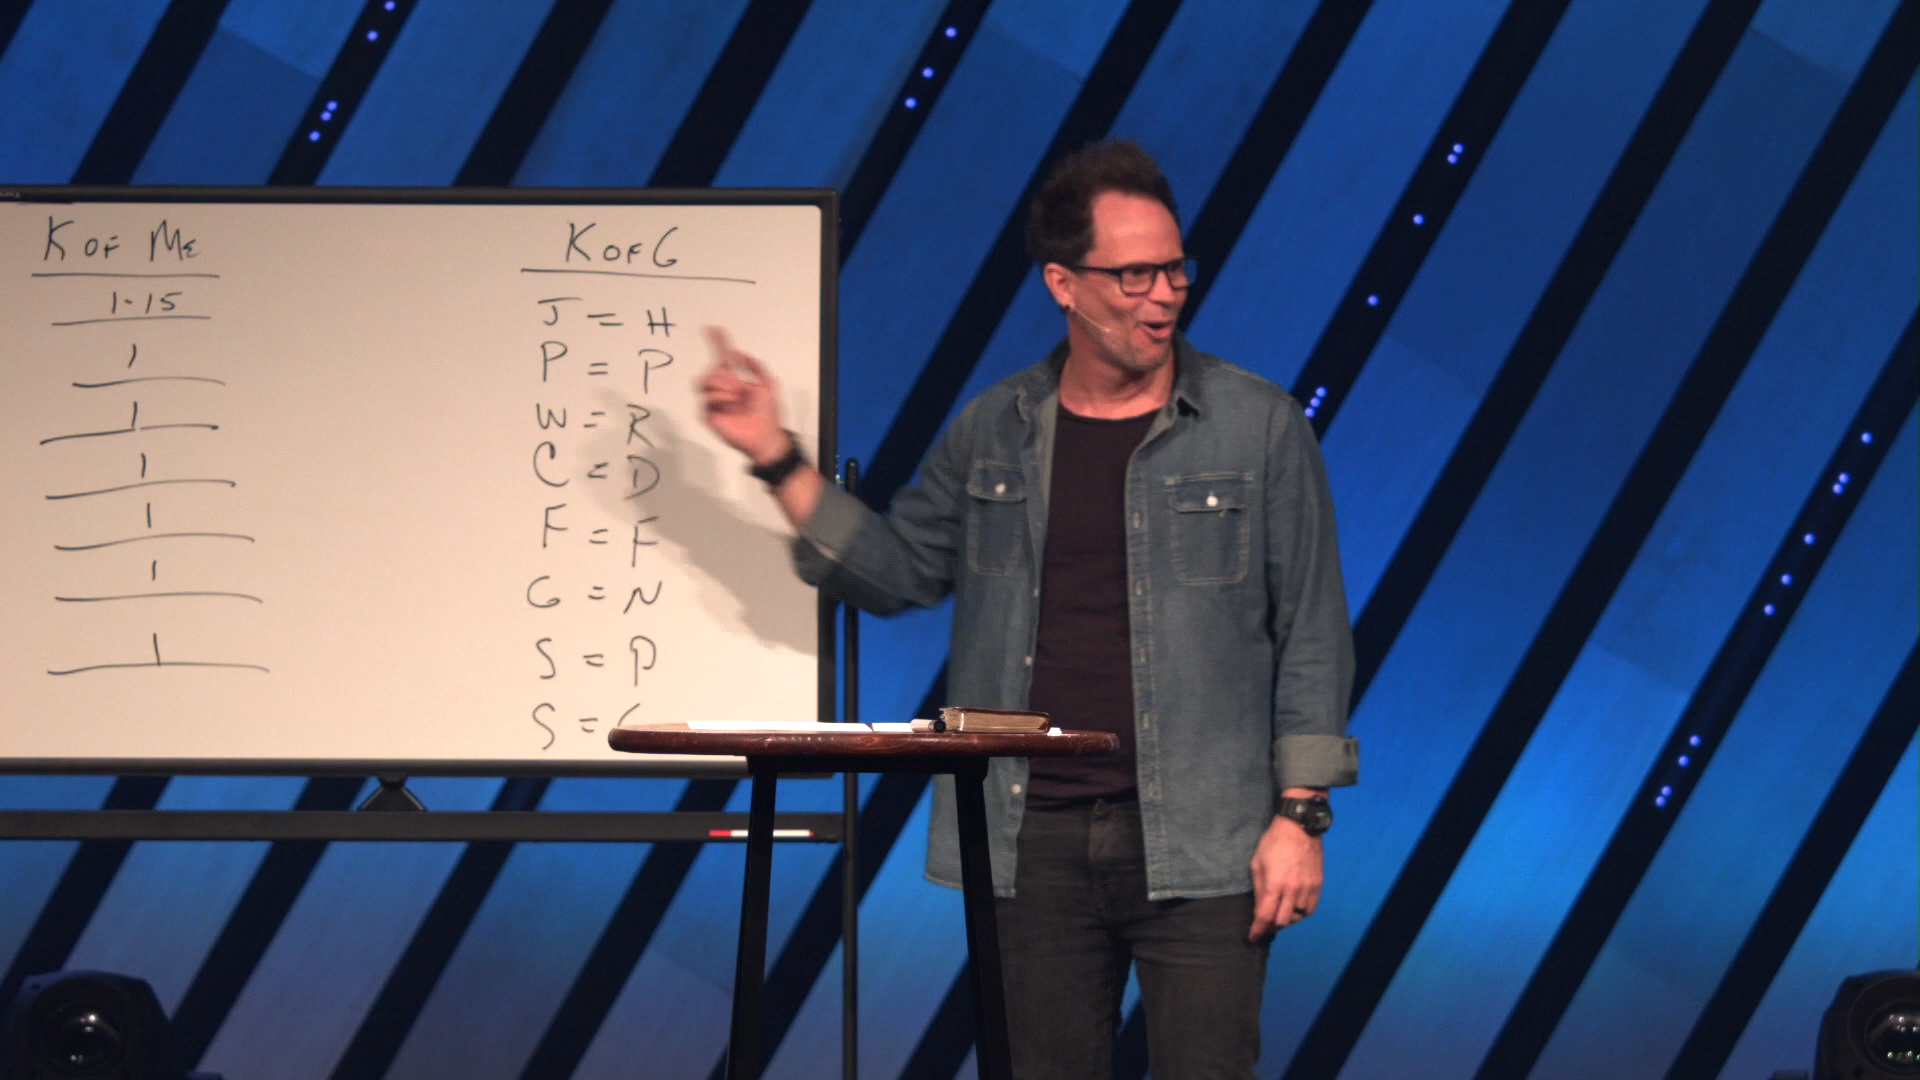 K OF ME
1-15
1
1
1
1
1
1
K OF G
J = H
P = P
W = R
C = D
F = F
G = N
S = P
S =